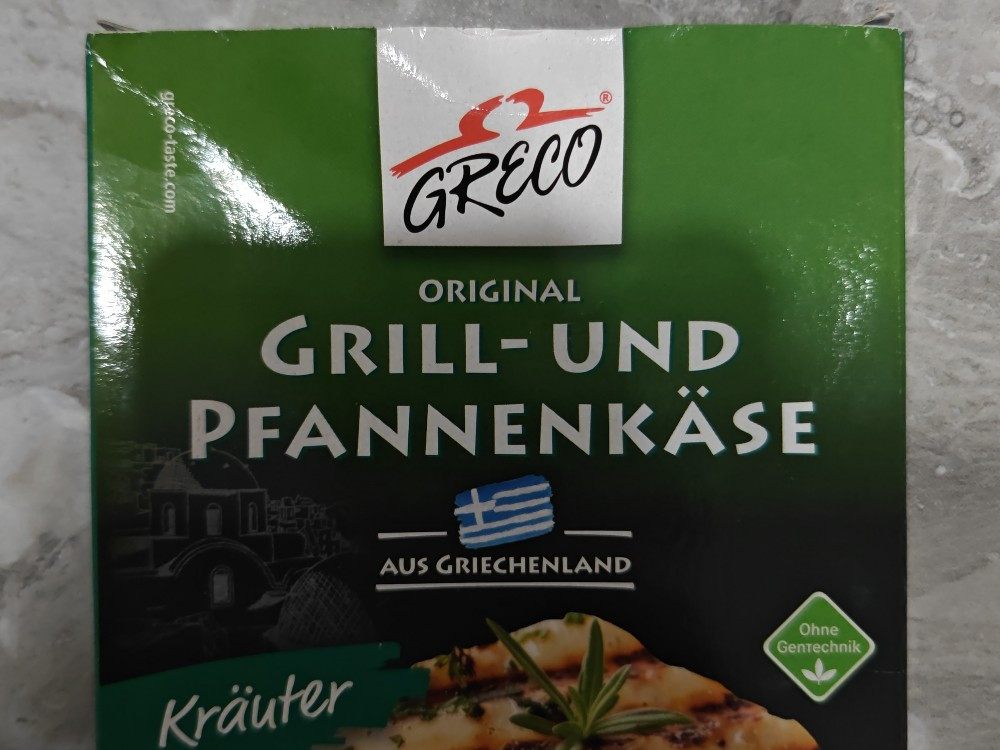 GRECO®
greco-taste.com
ORIGINAL
GRILL- UND
PFANNENKÄSE
AUS GRIECHENLAND
Ohne
GenTechnik
Kräuter